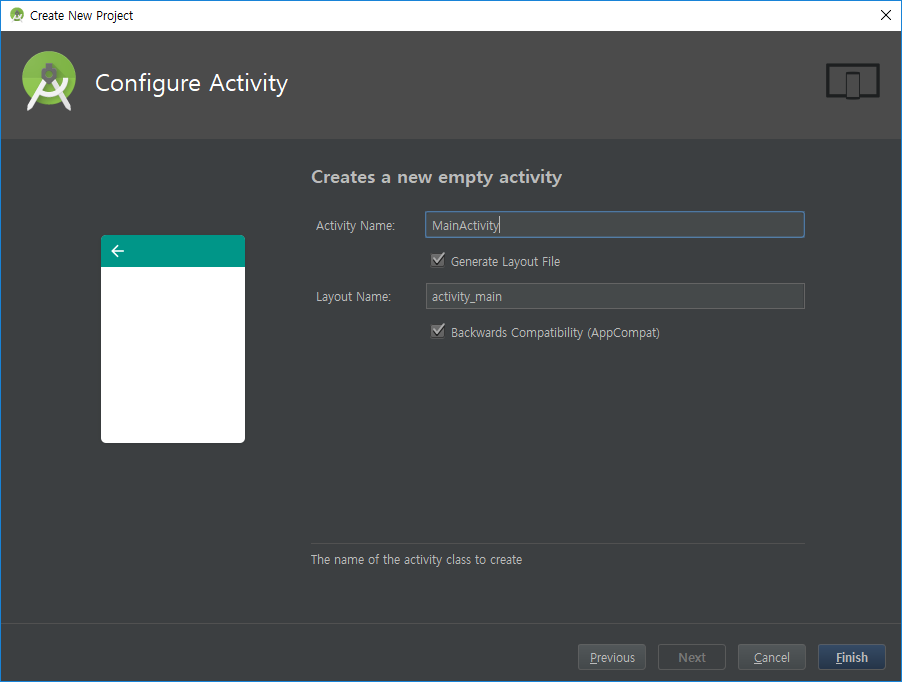 Create New Project
Configure Activity
Creates a new empty activity
Activity Name: MainActivity
Generate Layout File
Layout Name: activity_main
Backwards Compatibility (AppCompat)
The name of the activity class to create
Previous Next Cancel Finish